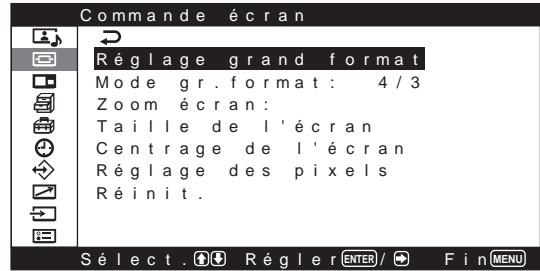 Commande écran
Réglage grand format
Mode gr.format: 4/3
Zoom écran:
Taille de l'écran
Centrage de l'écran
Réglage des pixels
Réinit.
Sélect. Régler ENTER / Fin MENU